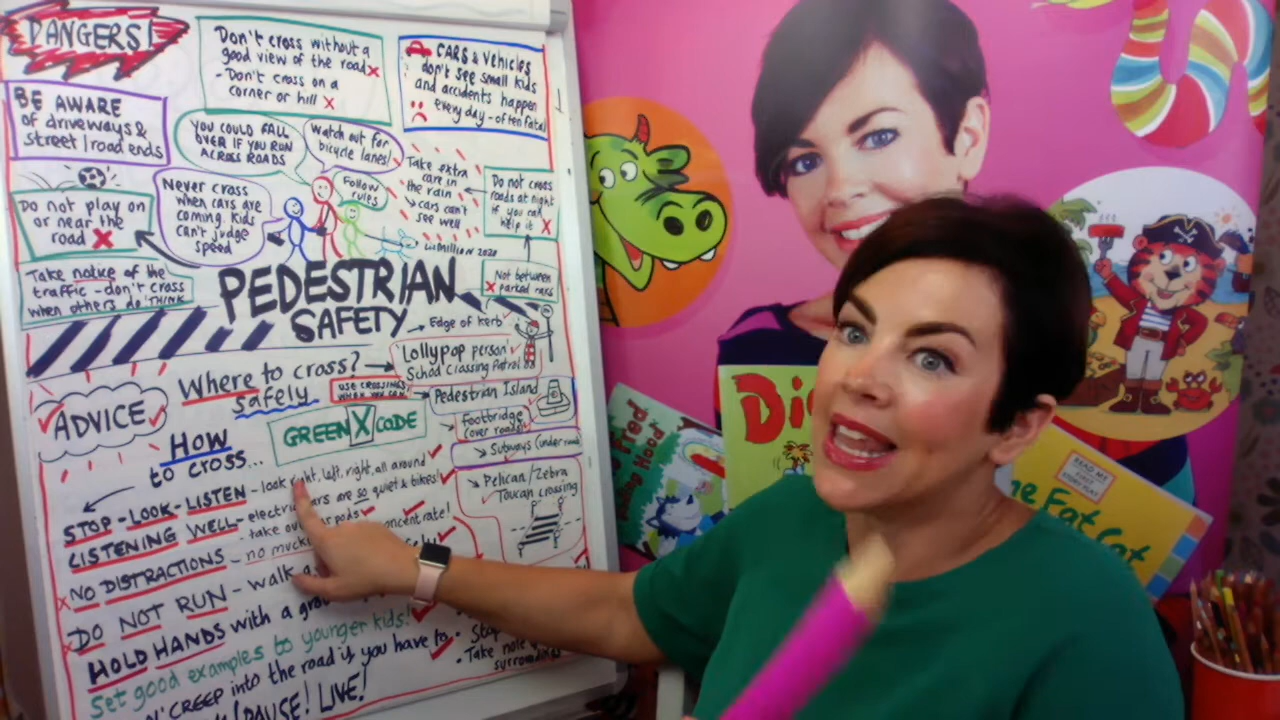 DANGERS!
Don't cross without a
good view of the road
- Don't cross on a
corner or hill
CARS & VEHICLES
don't see small kids
and accidents happen
every day - often fatal
BE AWARE
of driveways &
street/road ends
YOU COULD FALL
OVER IF YOU RUN
ACROSS ROADS
Watch out for
bicycle lanes!
Follow
rules
Take extra
care in
the rain
cars can't
see well
Do not cross
roads at night
if you can
help it
Do not play on
or near the
road
Never cross
when cars are
coming. Kids
can't judge
speed
2020
Not between
parked cars
Take notice of the
traffic - don't cross
when others do! THINK
PEDESTRIAN
SAFETY
Edge of kerb
Where to cross?
safely
Lollypop person
School Crossing Patrol
USE CROSSINGS
WHEN YOU CAN
Pedestrian Island
ADVICE
GREEN X CODE
Footbridge
(over roads)
Subways (under road)
HOW
to cross...
Pelican/Zebra
Toucan crossing
STOP - LOOK - LISTEN - look right, left, right, all around
LISTENING WELL - electric cars are so quiet & bikes!
- take pods
NO DISTRACTIONS - no concentrate!
DO NOT RUN - walk
HOLD HANDS with a
Set good examples to younger kids!
CREEP into the road if you have to
PAUSE! LIVE!
Stop
Take note
surroundings
Fred
Hood
Di
READ ME
he Fat Cat